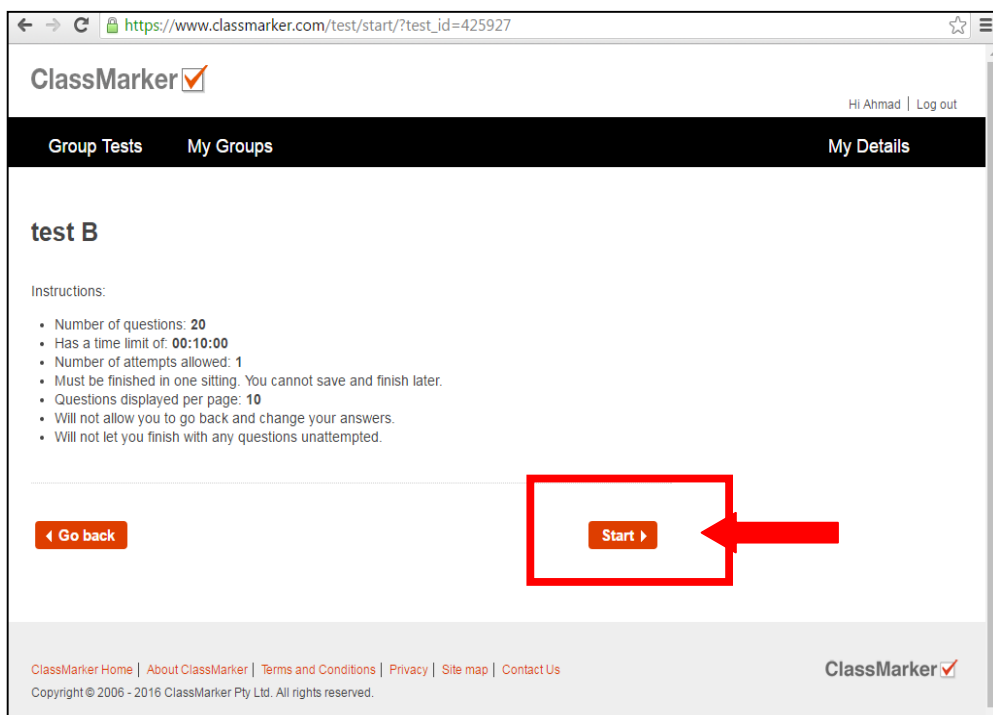 https://www.classmarker.com/test/start/?test_id=425927
ClassMarker
Hi Ahmad | Log out
Group Tests My Groups My Details
test B
Instructions:
• Number of questions: 20
• Has a time limit of: 00:10:00
• Number of attempts allowed: 1
• Must be finished in one sitting. You cannot save and finish later.
• Questions displayed per page: 10
• Will not allow you to go back and change your answers.
• Will not let you finish with any questions unattempted.
Go back Start
ClassMarker Home | About ClassMarker | Terms and Conditions | Privacy | Site map | Contact Us
ClassMarker
Copyright © 2006 - 2016 ClassMarker Pty Ltd. All rights reserved.